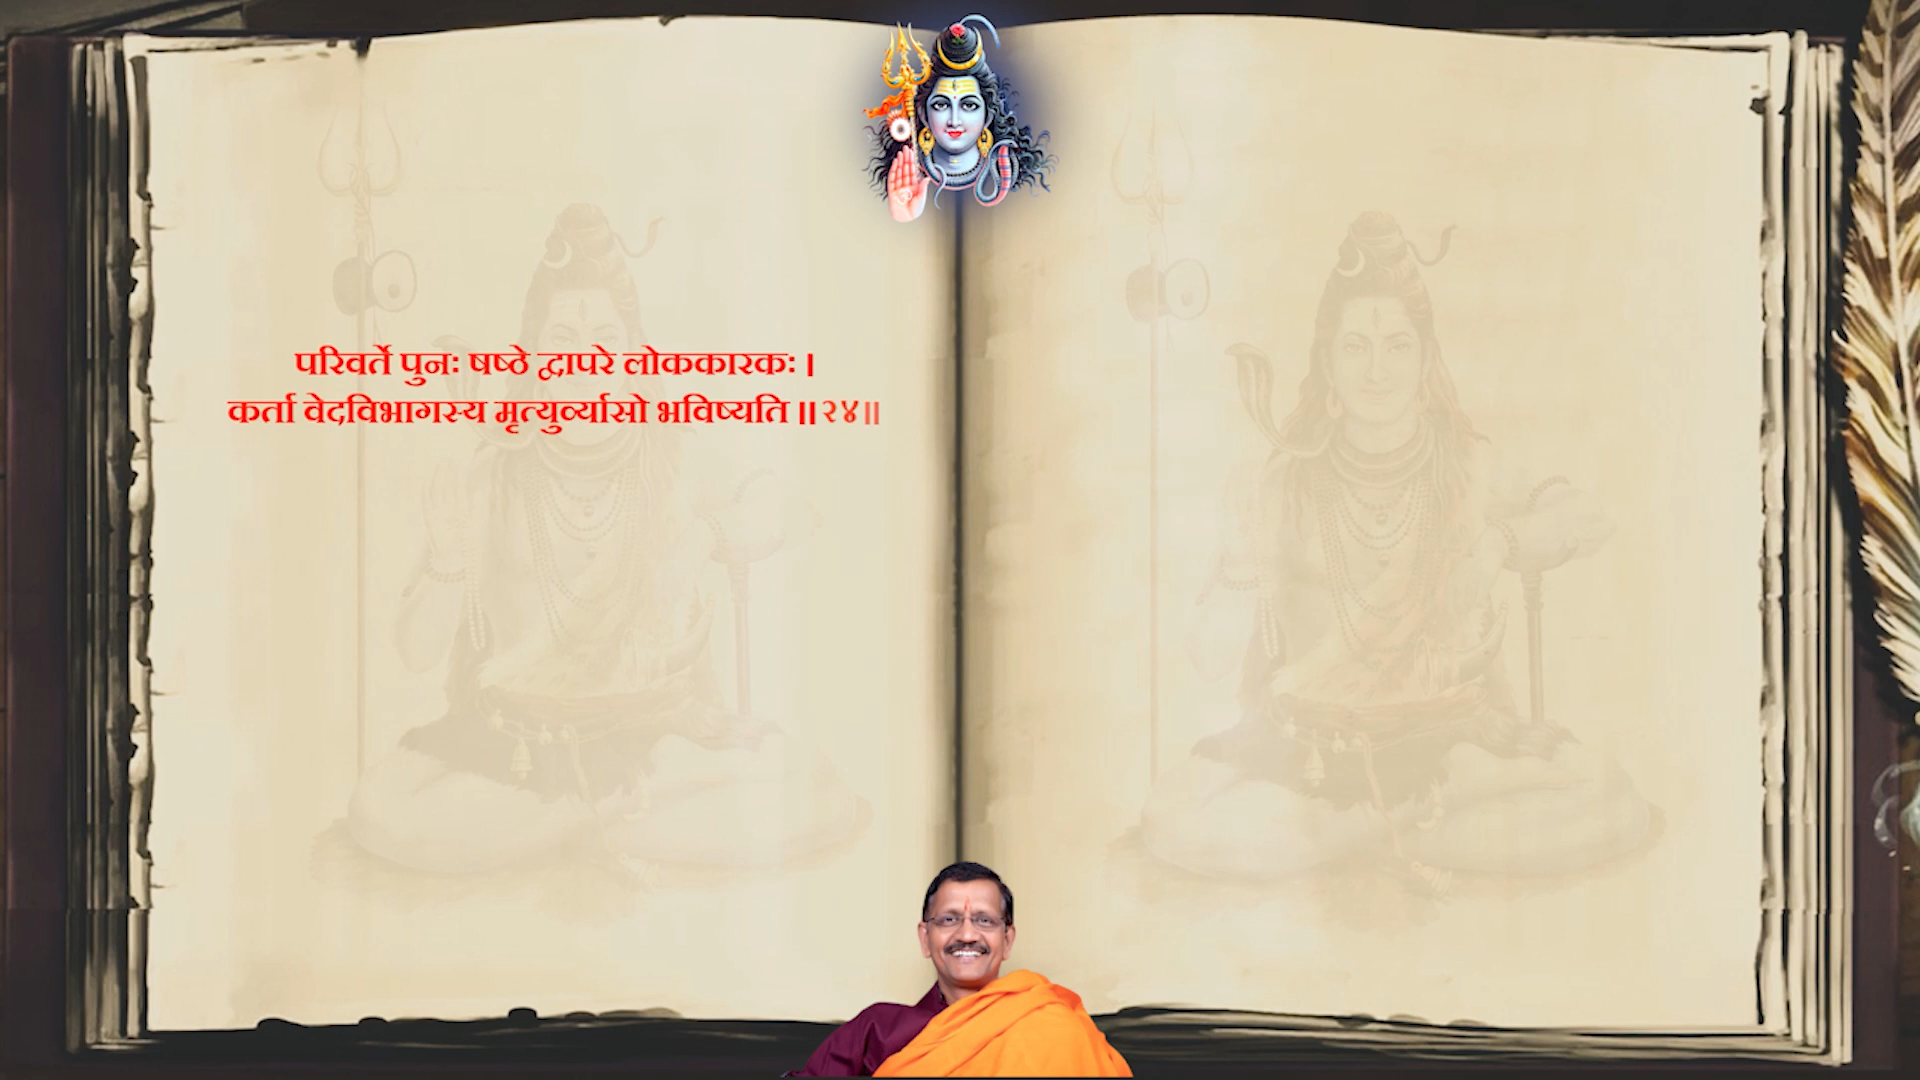 परिवर्ते पुनः षष्ठे द्वापरे लोककारकः ।
कर्ता वेदविभागस्य मृत्युर्व्यासो भविष्यति ॥२४॥